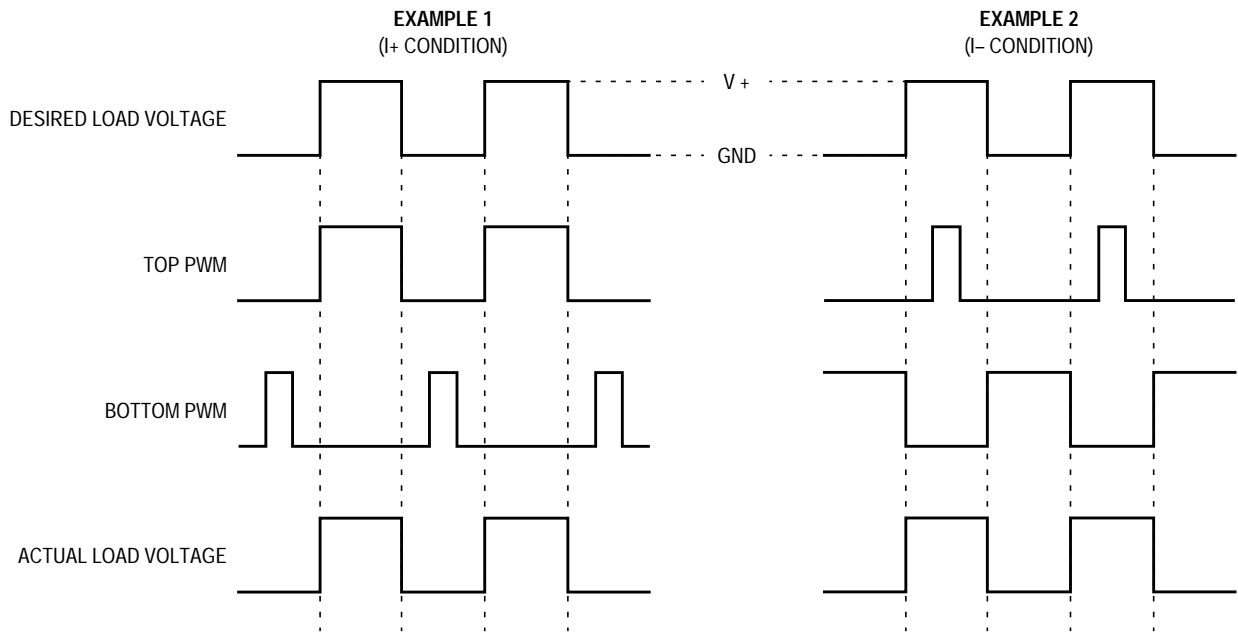 EXAMPLE 1
(I+ CONDITION)
EXAMPLE 2
(I– CONDITION)
V +
DESIRED LOAD VOLTAGE
GND
TOP PWM
BOTTOM PWM
ACTUAL LOAD VOLTAGE